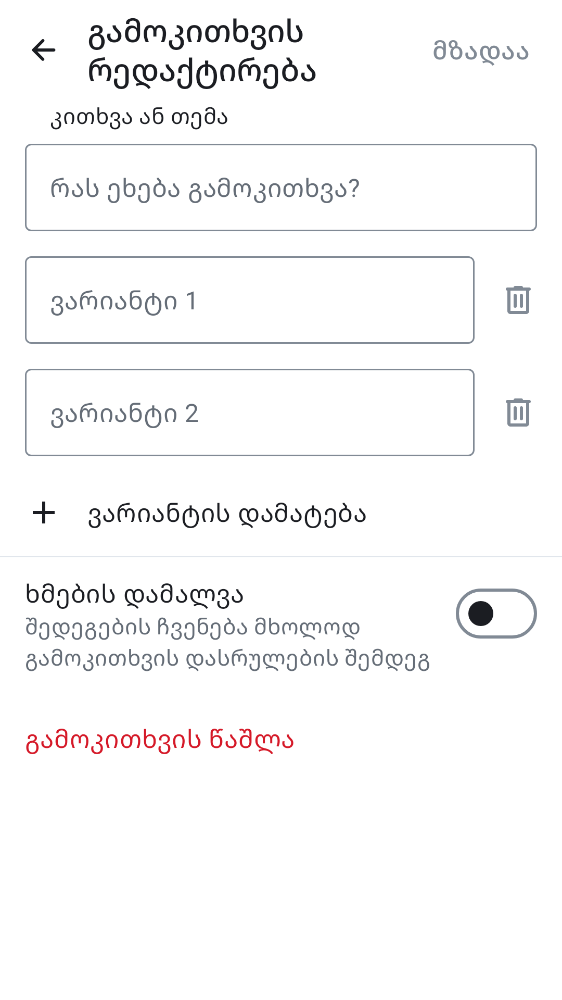 გამოკითხვის
რედაქტირება
მზადაა
კითხვა ან თემა
რას ეხება გამოკითხვა?
ვარიანტი 1
ვარიანტი 2
ვარიანტის დამატება
ხმების დამალვა
შედეგების ჩვენება მხოლოდ
გამოკითხვის დასრულების შემდეგ
გამოკითხვის წაშლა